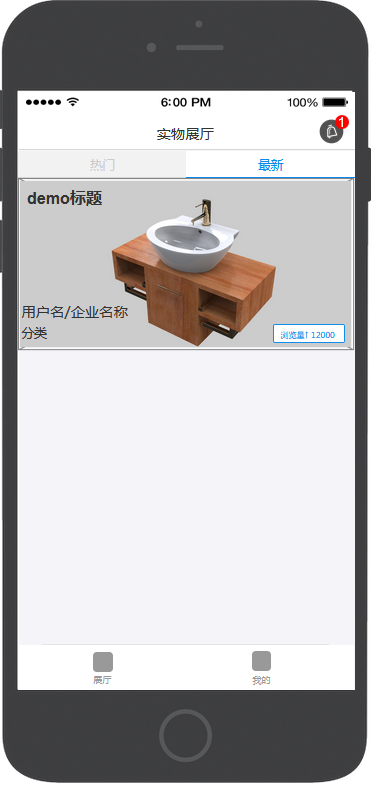 6:00 PM 100%
实物展厅 1
热门 最新
demo标题
用户名/企业名称
分类
浏览量↑12000
展厅 我的